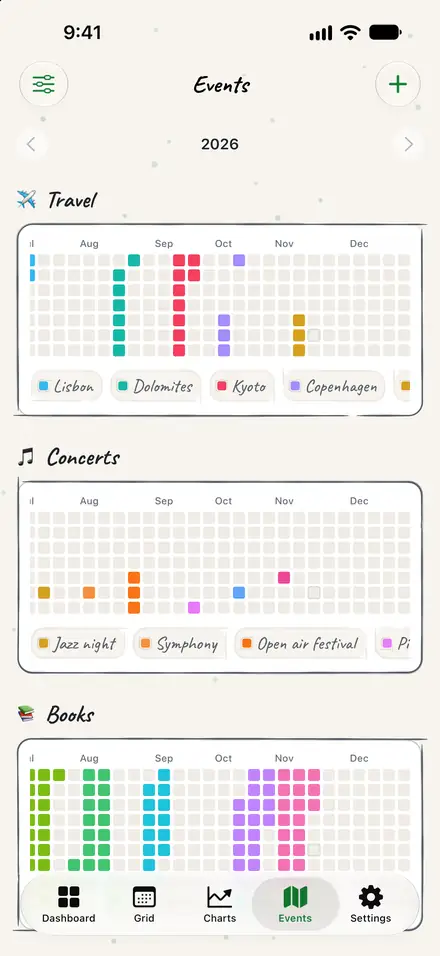 9:41
Events
2026
Travel
Aug Sep Oct Nov Dec
Lisbon Dolomites Kyoto Copenhagen
Concerts
Aug Sep Oct Nov Dec
Jazz night Symphony Open air festival Pi
Books
Aug Sep Oct Nov Dec
Dashboard Grid Charts Events Settings